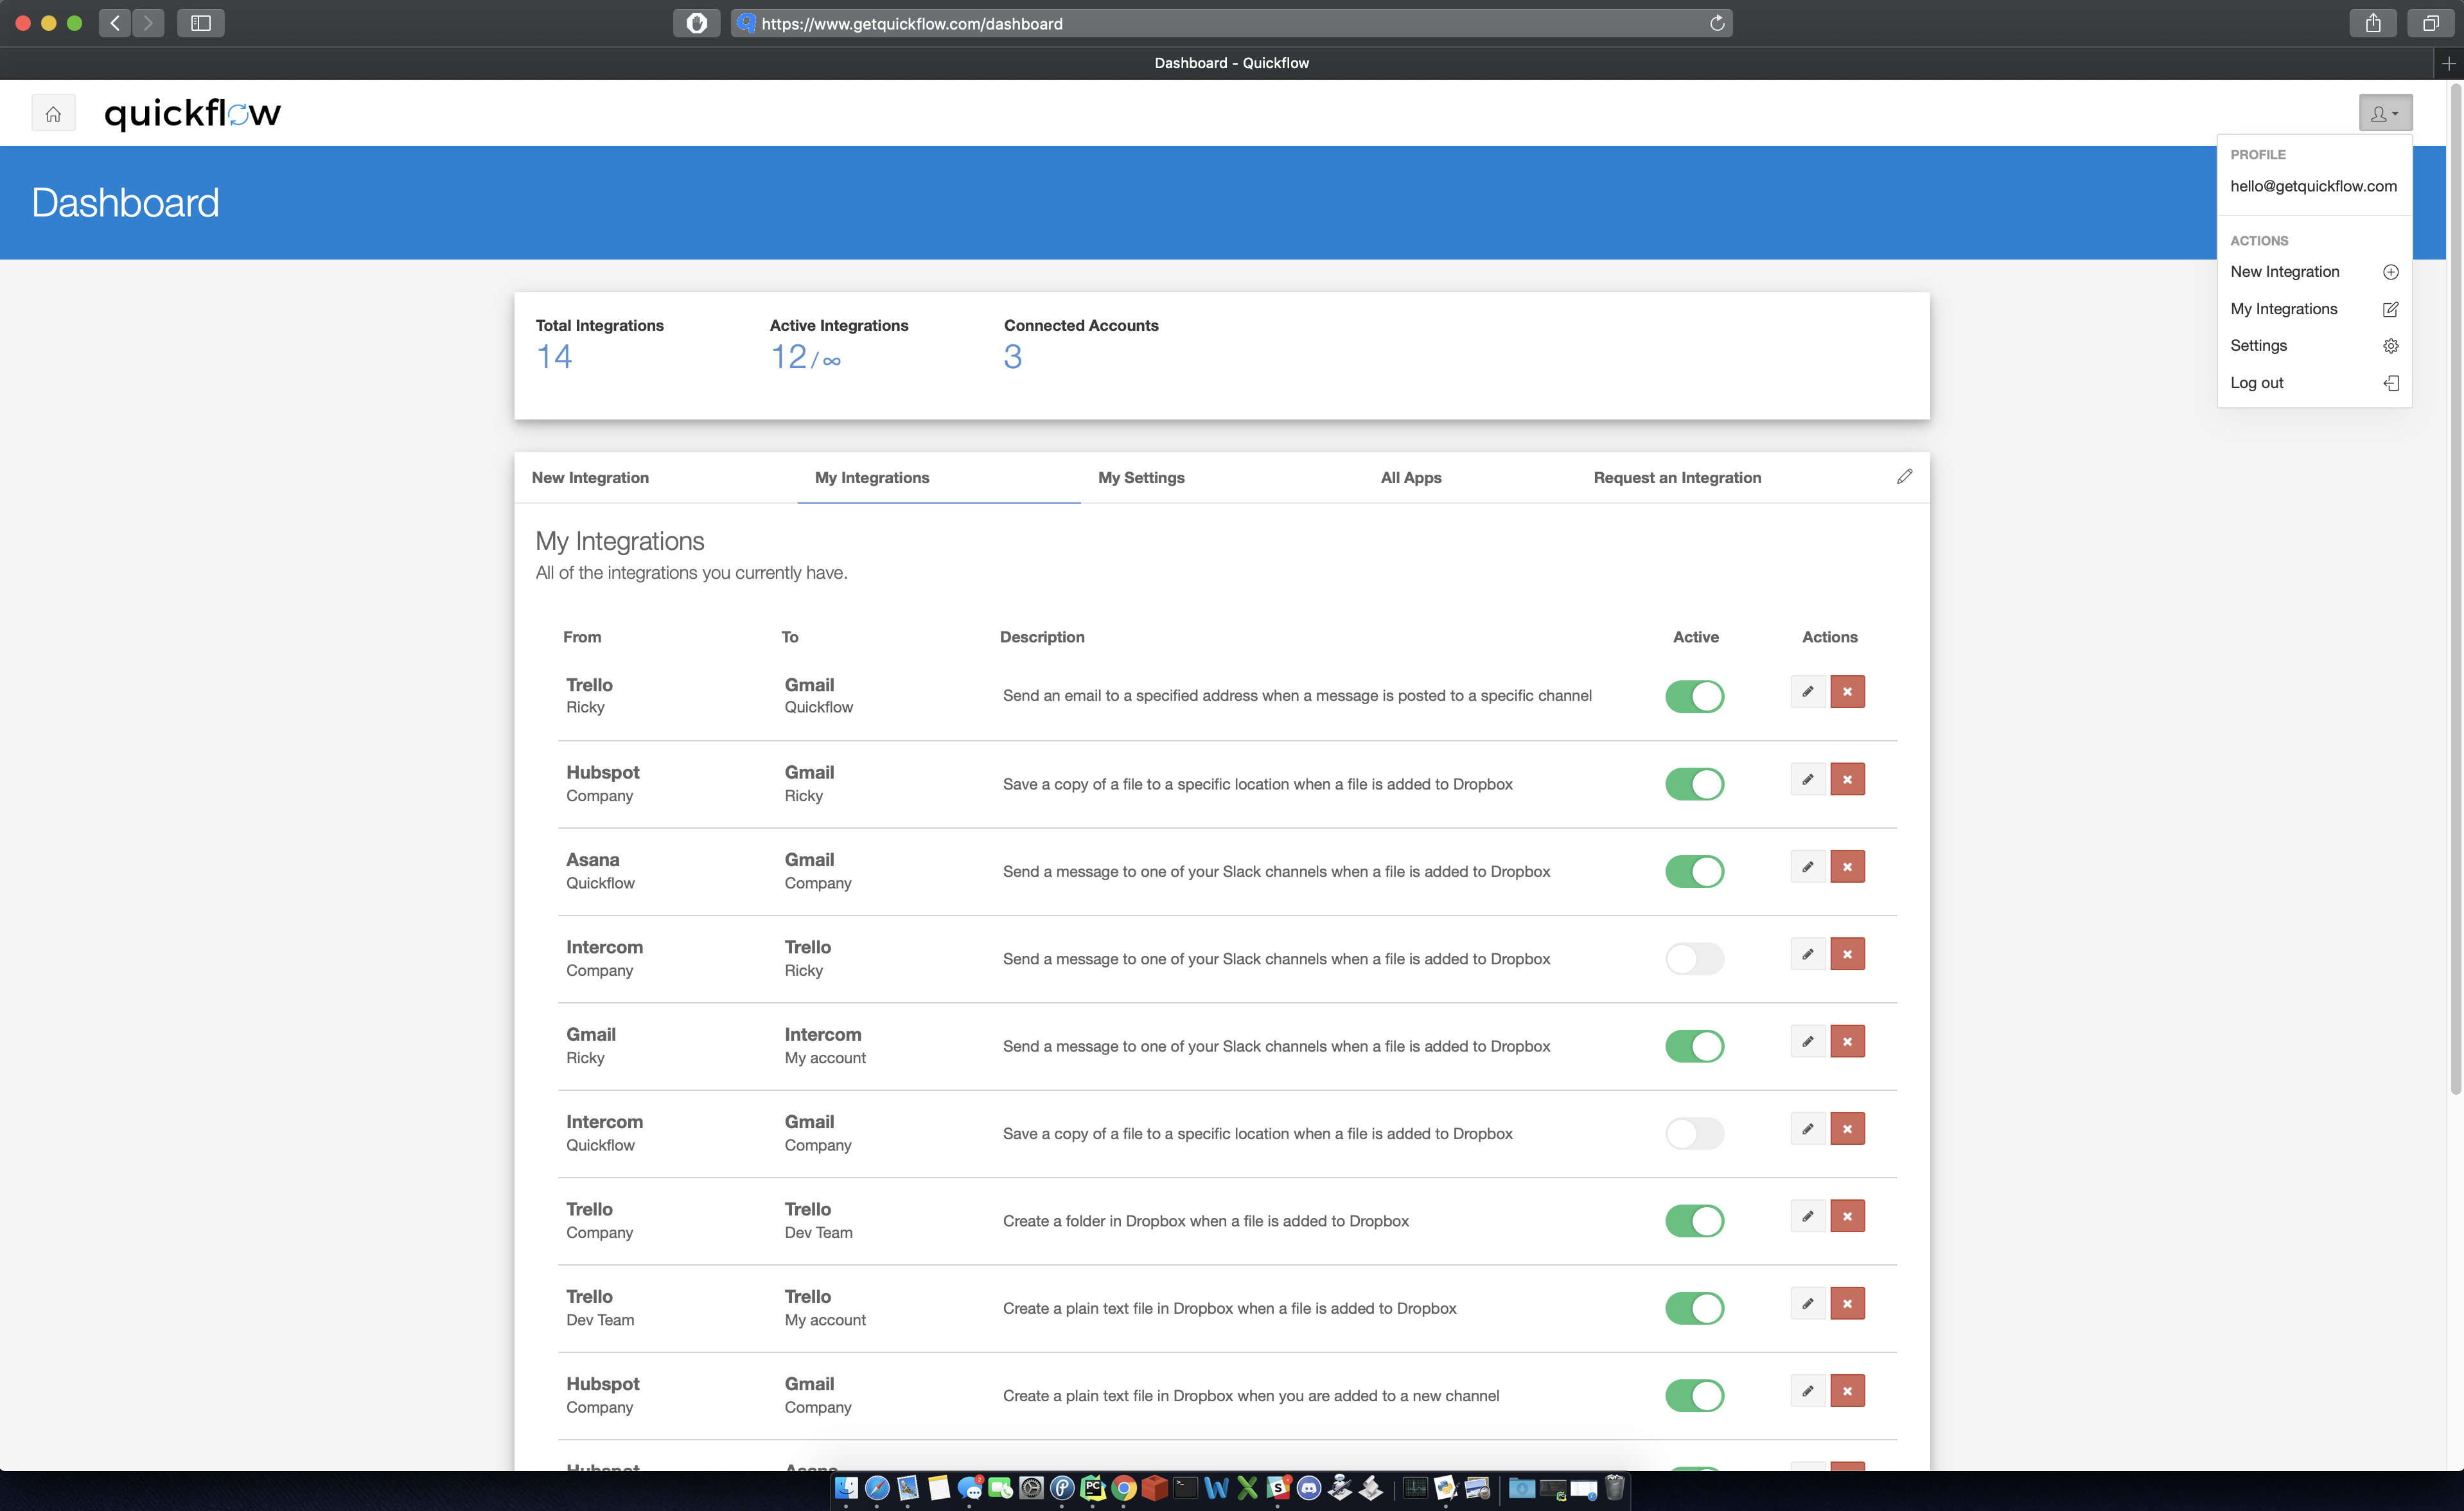 https://www.getquickflow.com/dashboard
Dashboard - Quickflow
quickflow
Dashboard
PROFILE
hello@getquickflow.com
ACTIONS
New Integration
My Integrations
Settings
Log out
Total Integrations Active Integrations Connected Accounts
14 12/∞ 3
New Integration My Integrations My Settings All Apps Request an Integration
My Integrations
All of the integrations you currently have.
From To Description Active Actions
Trello Gmail
Ricky Quickflow
Send an email to a specified address when a message is posted to a specific channel
Hubspot Gmail
Company Ricky
Save a copy of a file to a specific location when a file is added to Dropbox
Asana Gmail
Quickflow Company
Send a message to one of your Slack channels when a file is added to Dropbox
Intercom Trello
Company Ricky
Send a message to one of your Slack channels when a file is added to Dropbox
Gmail Intercom
Ricky My account
Send a message to one of your Slack channels when a file is added to Dropbox
Intercom Gmail
Quickflow Company
Save a copy of a file to a specific location when a file is added to Dropbox
Trello Trello
Company Dev Team
Create a folder in Dropbox when a file is added to Dropbox
Trello Trello
Dev Team My account
Create a plain text file in Dropbox when a file is added to Dropbox
Hubspot Gmail
Company Company
Create a plain text file in Dropbox when you are added to a new channel
Hubspot Asana